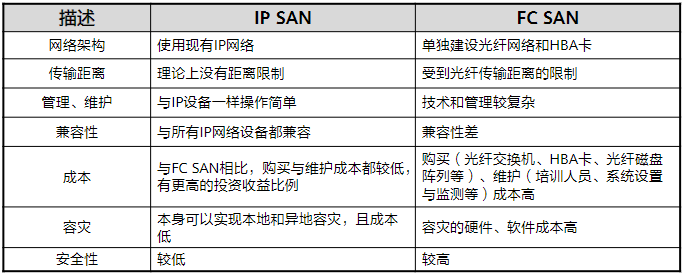 描述 IP SAN FC SAN
网络架构 使用现有IP网络 单独建设光纤网络和HBA卡
传输距离 理论上没有距离限制 受到光纤传输距离的限制
管理、维护 与IP设备一样操作简单 技术和管理较复杂
兼容性 与所有IP网络设备都兼容 兼容性差
成本
与FC SAN相比，购买与维护成本都较低，
有更高的投资收益比例
购买（光纤交换机、HBA卡、光纤磁盘
阵列等）、维护（培训人员、系统设置
与监测等）成本高
容灾
本身可以实现本地和异地容灾，且成本
低
容灾的硬件、软件成本高
安全性 较低 较高